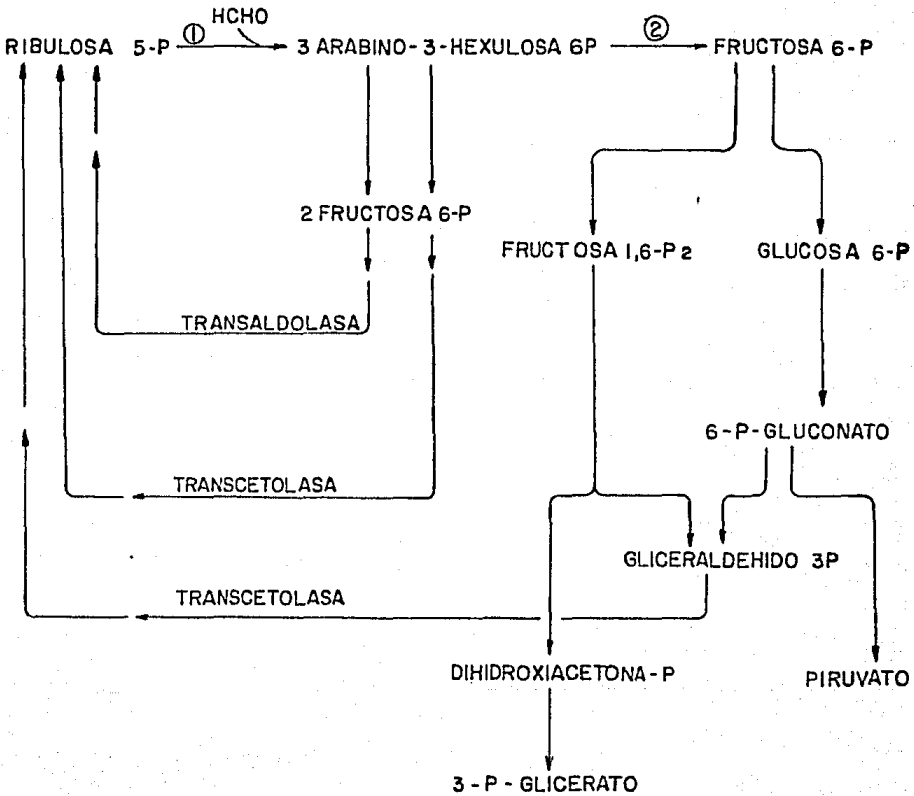 HCHO
RIBULOSA 5-P ① 3 ARABINO-3-HEXULOSA 6P ② FRUCTOSA 6-P
2 FRUCTOSA 6-P
FRUCTOSA 1,6-P2 GLUCOSA 6-P
TRANSALDOLASA
6-P-GLUCONATO
TRANSCETOLASA
GLICERALDEHIDO 3P
TRANSCETOLASA
DIHIDROXIACETONA-P PIRUVATO
3-P-GLICERATO